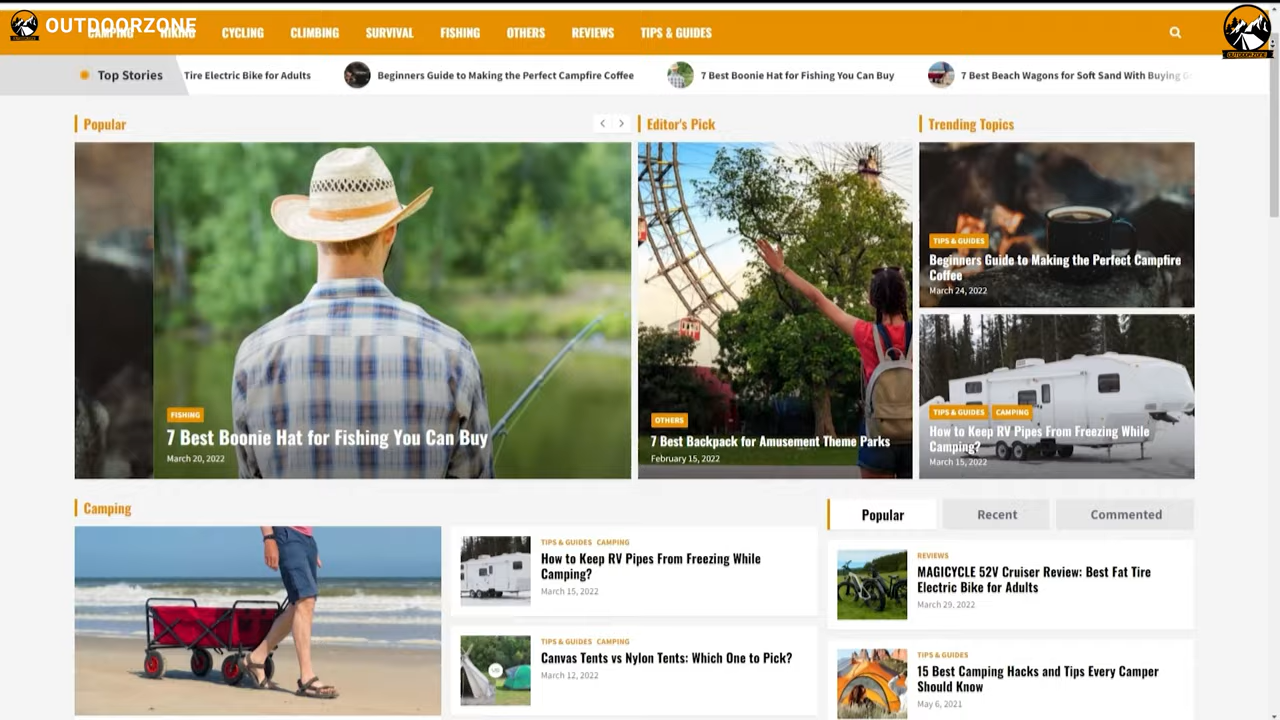 OUTDOORZONE
CAMPING HIKING CYCLING CLIMBING SURVIVAL FISHING OTHERS REVIEWS TIPS & GUIDES
OUTDOORZONE
Top Stories
Tire Electric Bike for Adults
Beginners Guide to Making the Perfect Campfire Coffee
7 Best Boonie Hat for Fishing You Can Buy
7 Best Beach Wagons for Soft Sand With Buying
Popular
Editor's Pick
Trending Topics
FISHING
7 Best Boonie Hat for Fishing You Can Buy
March 20, 2022
OTHERS
7 Best Backpack for Amusement Theme Parks
February 15, 2022
TIPS & GUIDES
Beginners Guide to Making the Perfect Campfire
Coffee
March 24, 2022
TIPS & GUIDES CAMPING
How to Keep RV Pipes From Freezing While
Camping?
March 15, 2022
Camping
TIPS & GUIDES CAMPING
How to Keep RV Pipes From Freezing While
Camping?
March 15, 2022
TIPS & GUIDES CAMPING
Canvas Tents vs Nylon Tents: Which One to Pick?
March 12, 2022
VS
Popular Recent Commented
REVIEWS
MAGICYCLE 52V Cruiser Review: Best Fat Tire
Electric Bike for Adults
March 29, 2022
TIPS & GUIDES
15 Best Camping Hacks and Tips Every Camper
Should Know
May 6, 2021